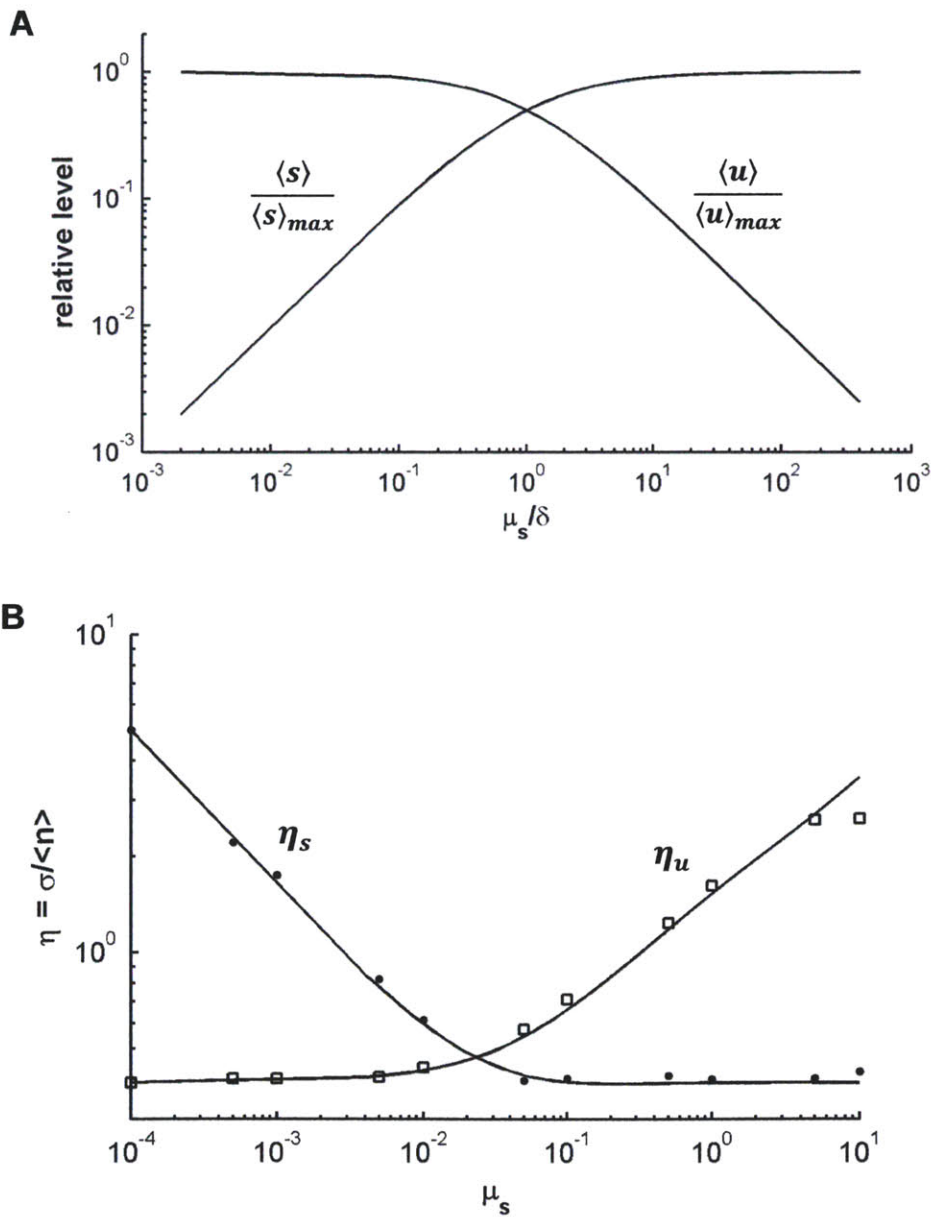 A
10^0
10^-1
10^-2
10^-3
relative level
⟨s⟩
⟨s⟩max
⟨u⟩
⟨u⟩max
10^-3 10^-2 10^-1 10^0 10^1 10^2 10^3
μs/δ
B
10^1
10^0
η = σ/<n>
ηs
ηu
10^-4 10^-3 10^-2 10^-1 10^0 10^1
μs